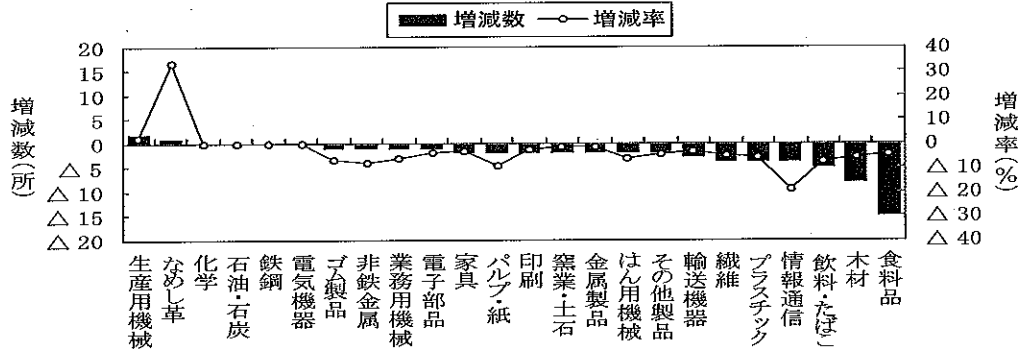 増減数 増減率
増減数(所)
20
15
10
5
0
△ 5
△ 10
△ 15
△ 20
増減率(%)
40
30
20
10
0
△ 10
△ 20
△ 30
△ 40
生産用機械
なめし革
化学
石油・石炭
鉄鋼
電気機器
ゴム製品
非鉄金属
業務用機械
電子部品
家具
パルプ・紙
印刷
窯業・土石
金属製品
はん用機械
その他製品
輸送機器
繊維
プラスチック
情報通信
飲料・たばこ
木材
食料品